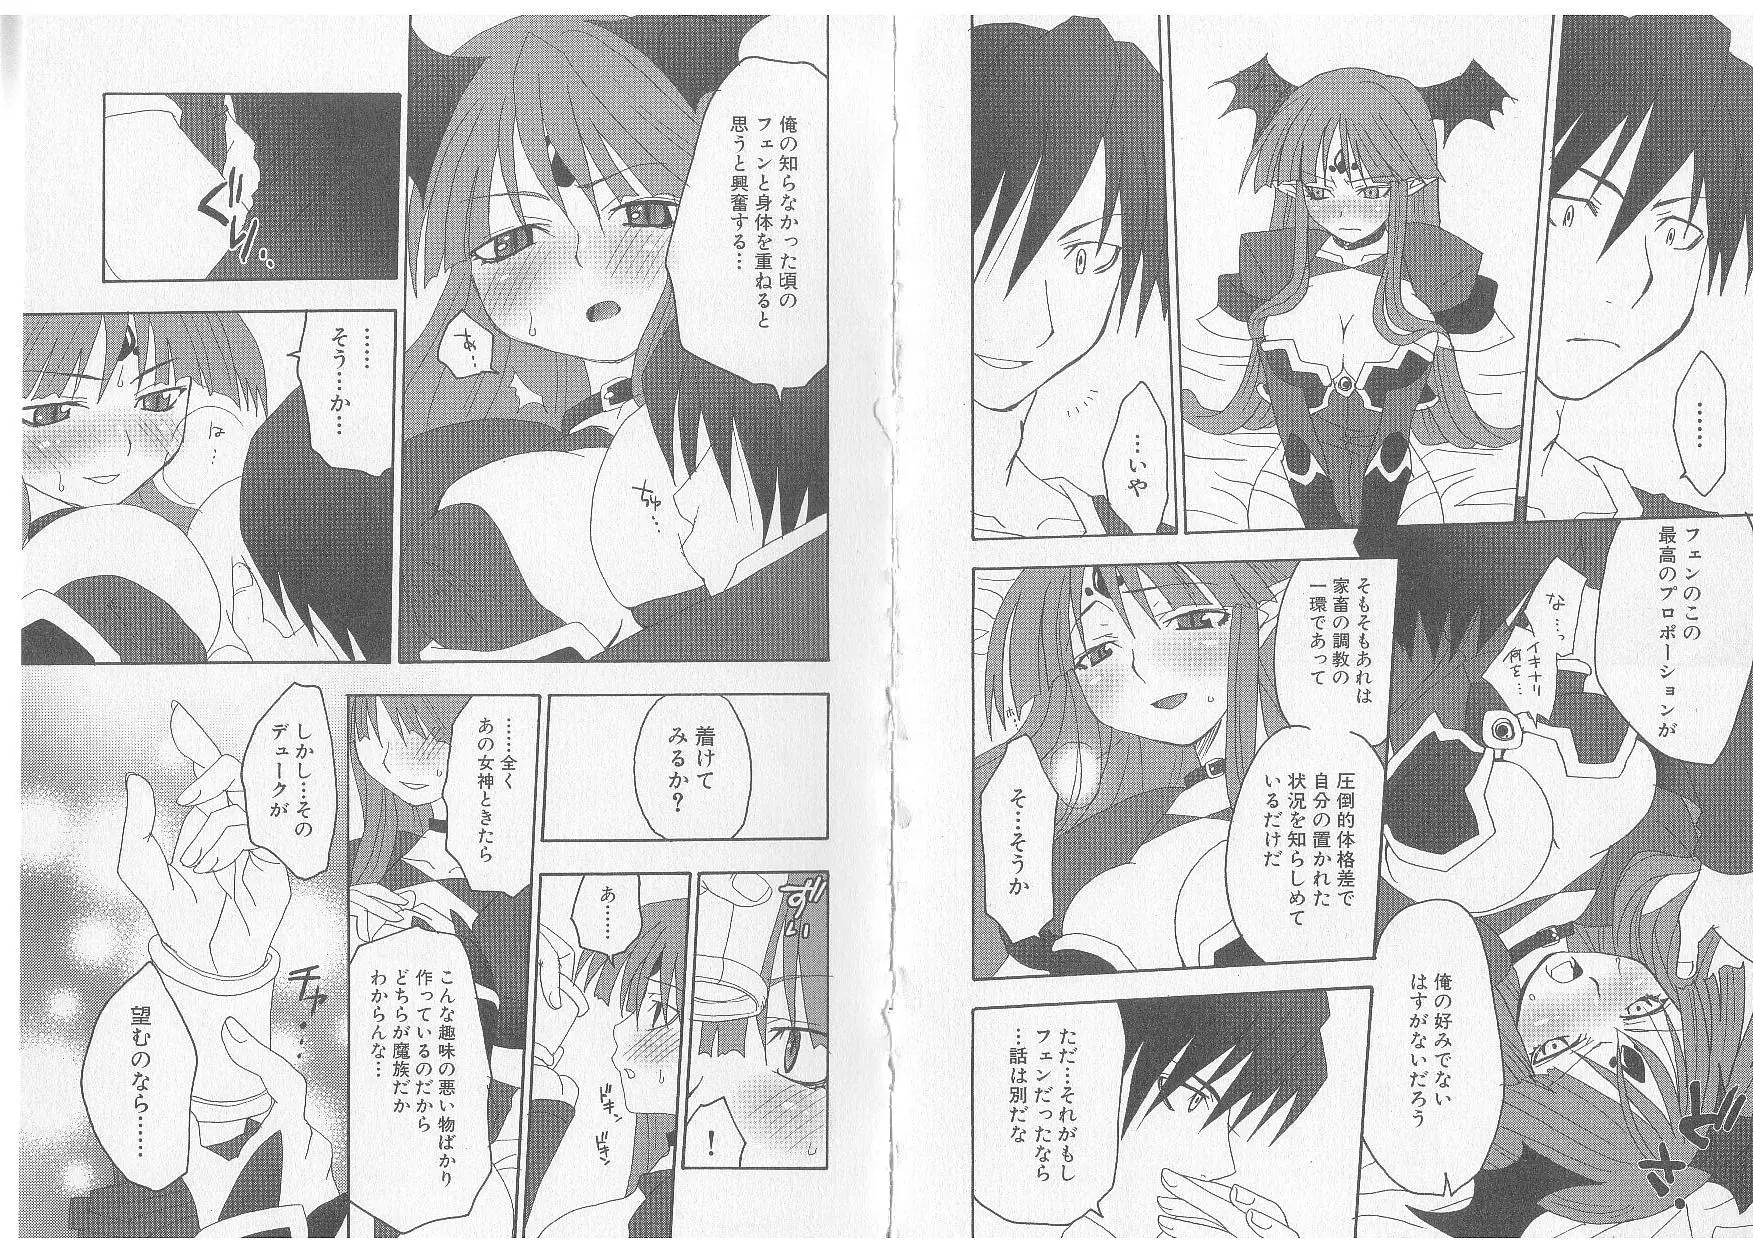 ……
…いや
フェンのこの
最高のプロポーションが
な…っ
イキナリ
何を…
俺の好みでない
はずがないだろう
どさっ
そもそもあれは
家畜の調教の
一環であって
圧倒的体格差で
自分の置かれた
状況を知らしめて
いるだけだ
ホ…
そ…そうか
ただ…それがもし
フェンだったなら
…話は別だな
俺の知らなかった頃の
フェンと身体を重ねると
思うと興奮する…
あ…
ちゅ…
……
そう…か…
は…
着けて
みるか？
ずい
！
あ……
ドキン
ドキン
……全く
あの女神ときたら
こんな趣味の悪い物ばかり
作っているのだから
どちらが魔族だか
わからんな…
しかし…その
デュークが
チャ……
望むのなら……